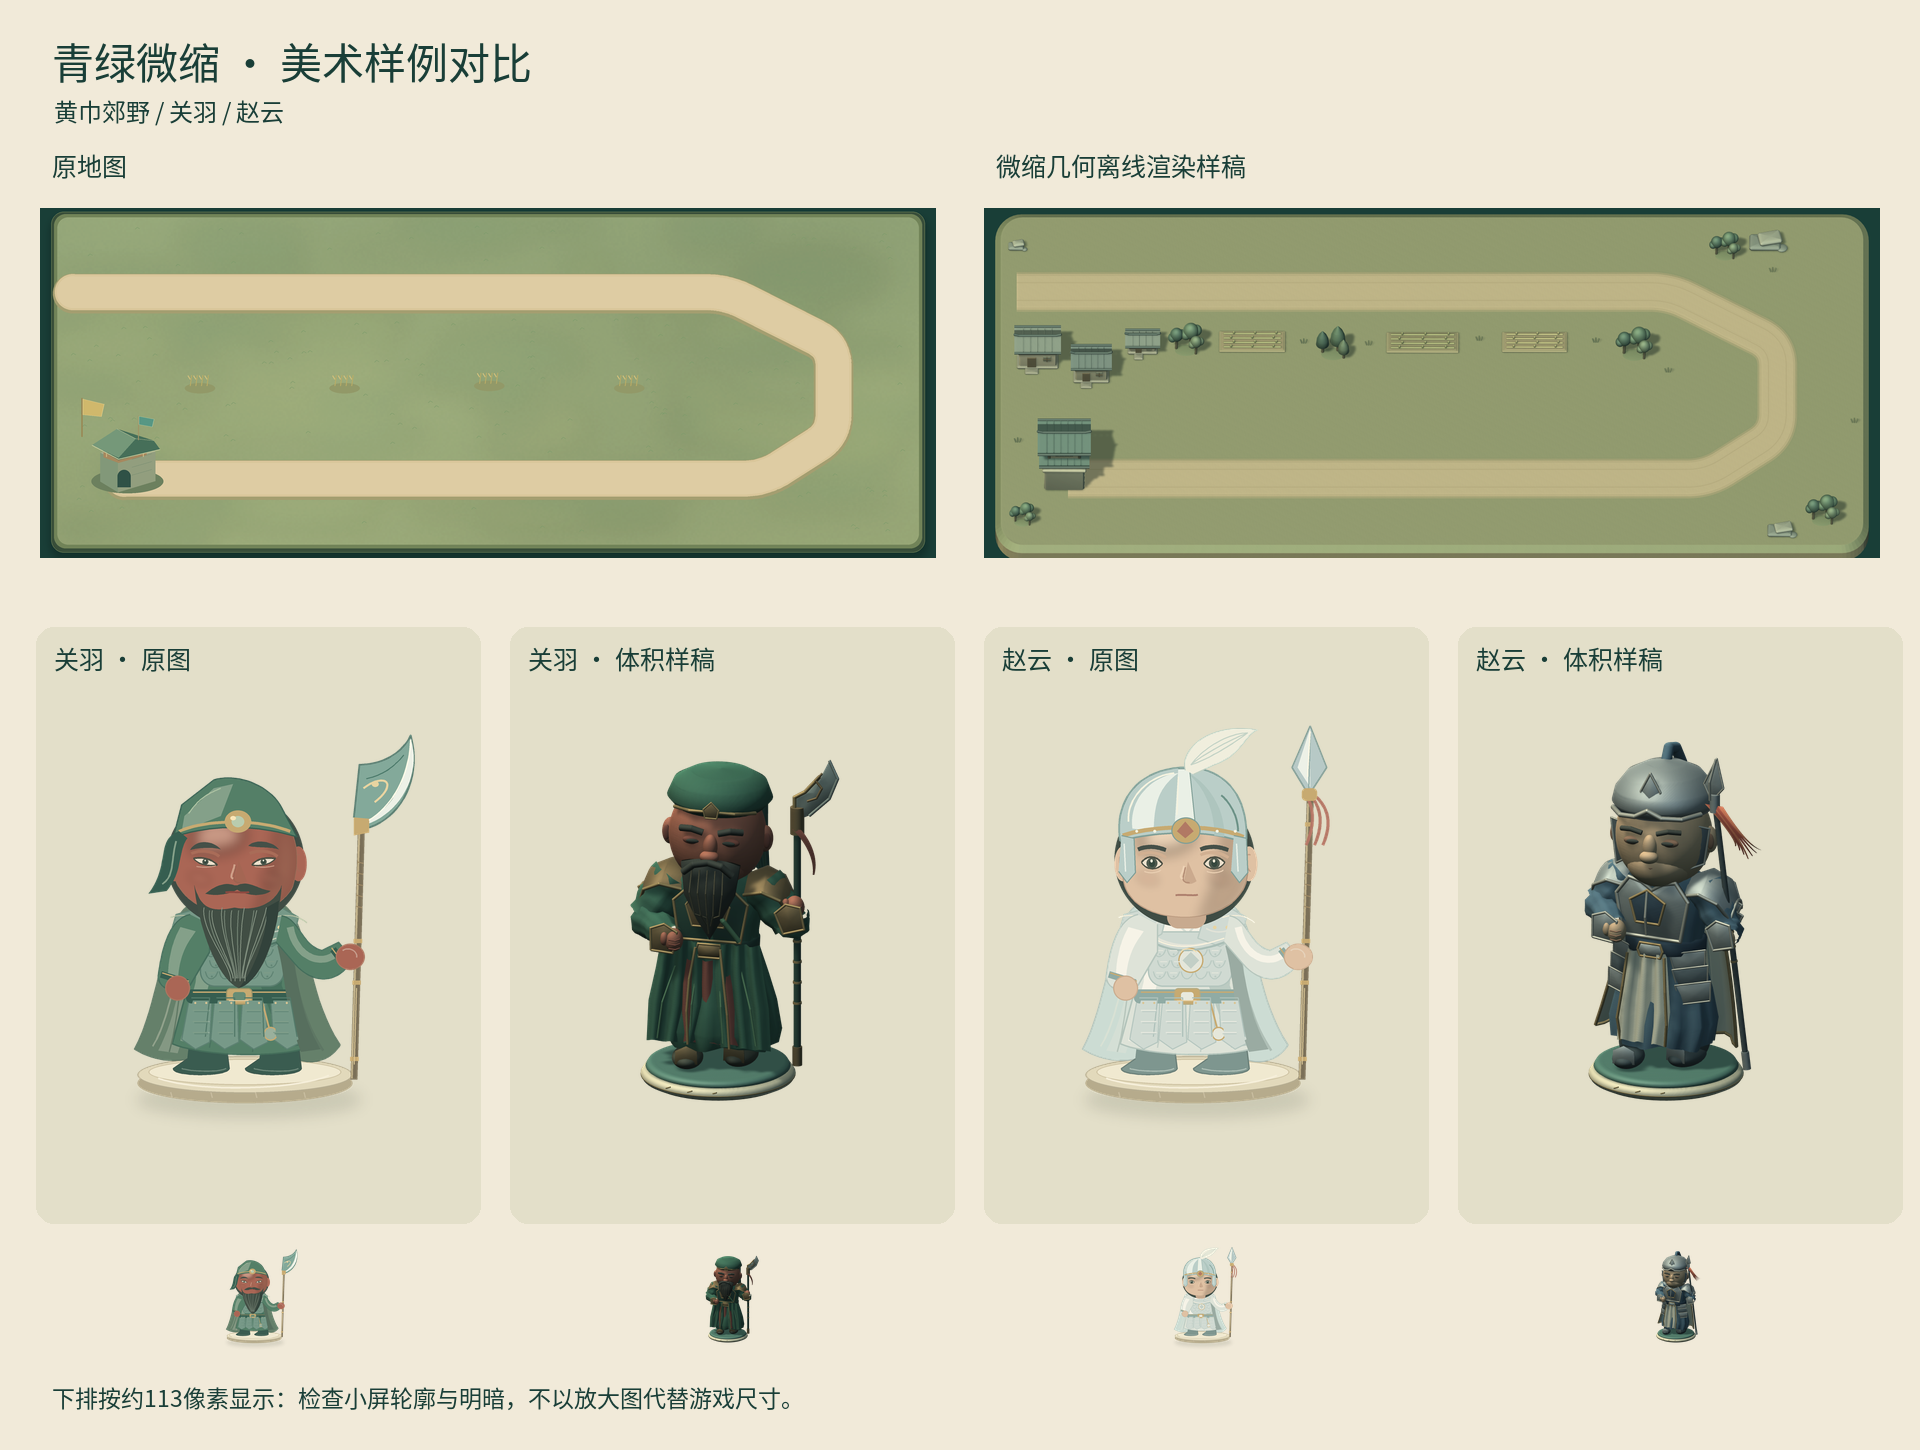 青绿微缩 · 美术样例对比
黄巾郊野 / 关羽 / 赵云
原地图
微缩几何离线渲染样稿
关羽 · 原图
关羽 · 体积样稿
赵云 · 原图
赵云 · 体积样稿
下排按约113像素显示：检查小屏轮廓与明暗，不以放大图代替游戏尺寸。